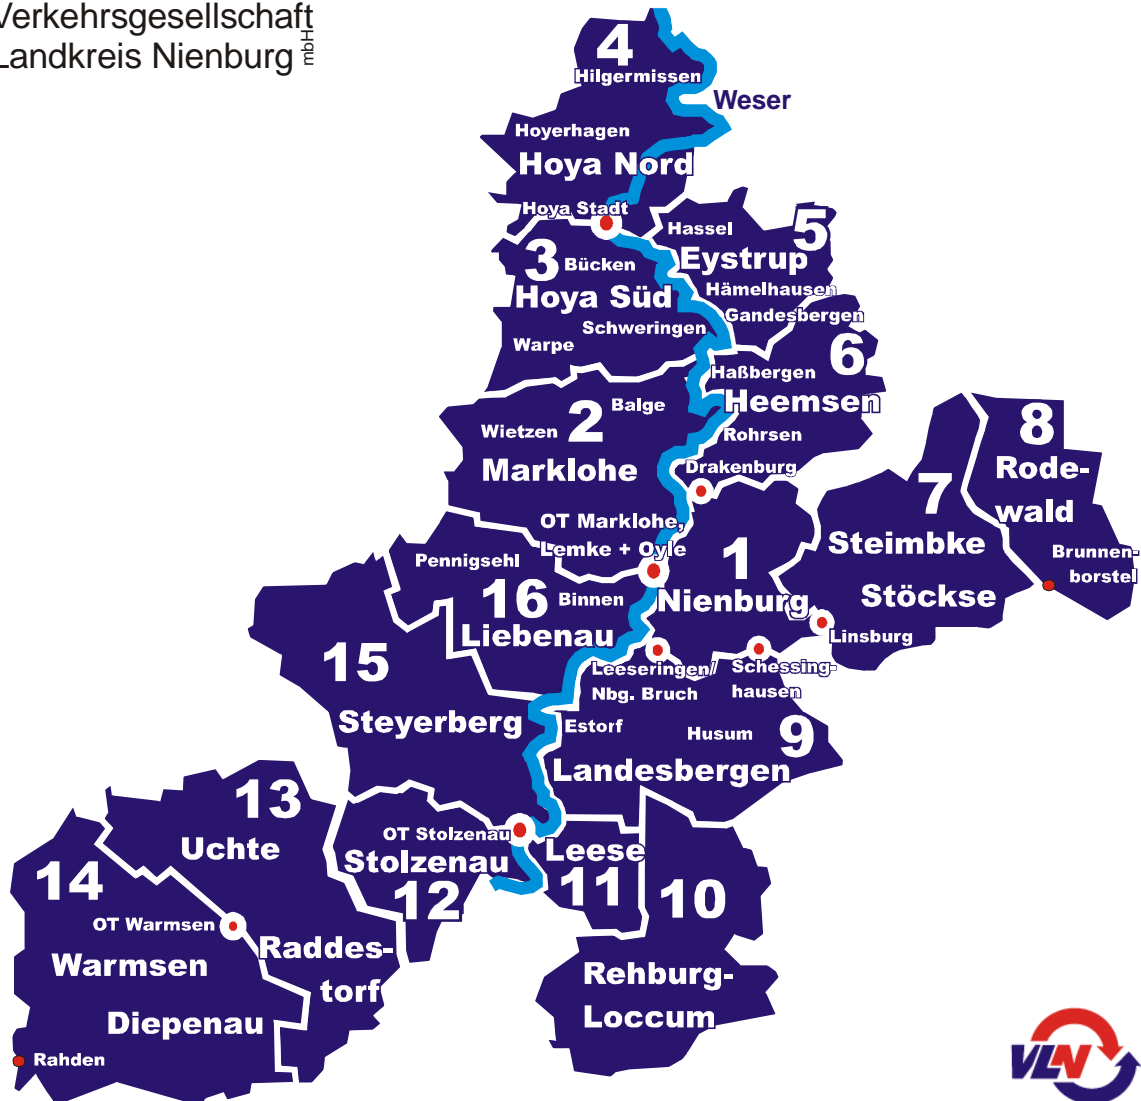 Verkehrsgesellschaft
Landkreis Nienburg mbH
4
Hilgermissen
Weser
Hoyerhagen
Hoya Nord
Hoya Stadt
Hassel
5
Eystrup
3 Bücken
Hoya Süd
Hämelhausen
Gandesbergen
Schweringen
Warpe
6
Haßbergen
Heemsen
Balge
Wietzen 2
Rohrsen
Marklohe
Drakenburg
8
Rode-
wald
7
Steimbke
Stöckse
Brunnen-
borstel
OT Marklohe,
Lemke + Oyle
1
Nienburg
Pennigsehl
16 Binnen
Liebenau
Linsburg
15
Steyerberg
Leeseringen/
Nbg. Bruch
Schessing-
hausen
Estorf
Husum 9
Landesbergen
13
Uchte
OT Stolzenau
Stolzenau
12
Leese
11
10
14
OT Warmsen
Warmsen
Raddes-
torf
Rehburg-
Loccum
Diepenau
Rahden
VLN